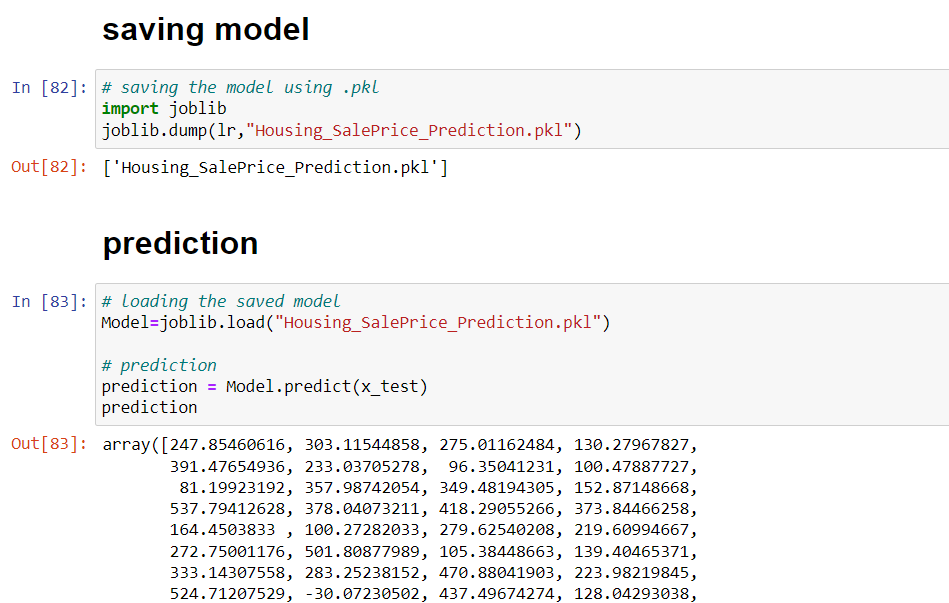 saving model
In [82]: # saving the model using .pkl
import joblib
joblib.dump(lr,"Housing_SalePrice_Prediction.pkl")
Out[82]: ['Housing_SalePrice_Prediction.pkl']
prediction
In [83]: # loading the saved model
Model=joblib.load("Housing_SalePrice_Prediction.pkl")
# prediction
prediction = Model.predict(x_test)
prediction
Out[83]: array([247.85460616, 303.11544858, 275.01162484, 130.27967827,
391.47654936, 233.03705278,  96.35041231, 100.47887727,
81.19923192, 357.98742054, 349.48194305, 152.87148668,
537.79412628, 378.04073211, 418.29055266, 373.84466258,
164.4503833 , 100.27282033, 279.62540208, 219.60994667,
272.75001176, 501.80877989, 105.38448663, 139.40465371,
333.14307558, 283.25238152, 470.88041903, 223.98219845,
524.71207529, -30.07230502, 437.49674274, 128.04293038,